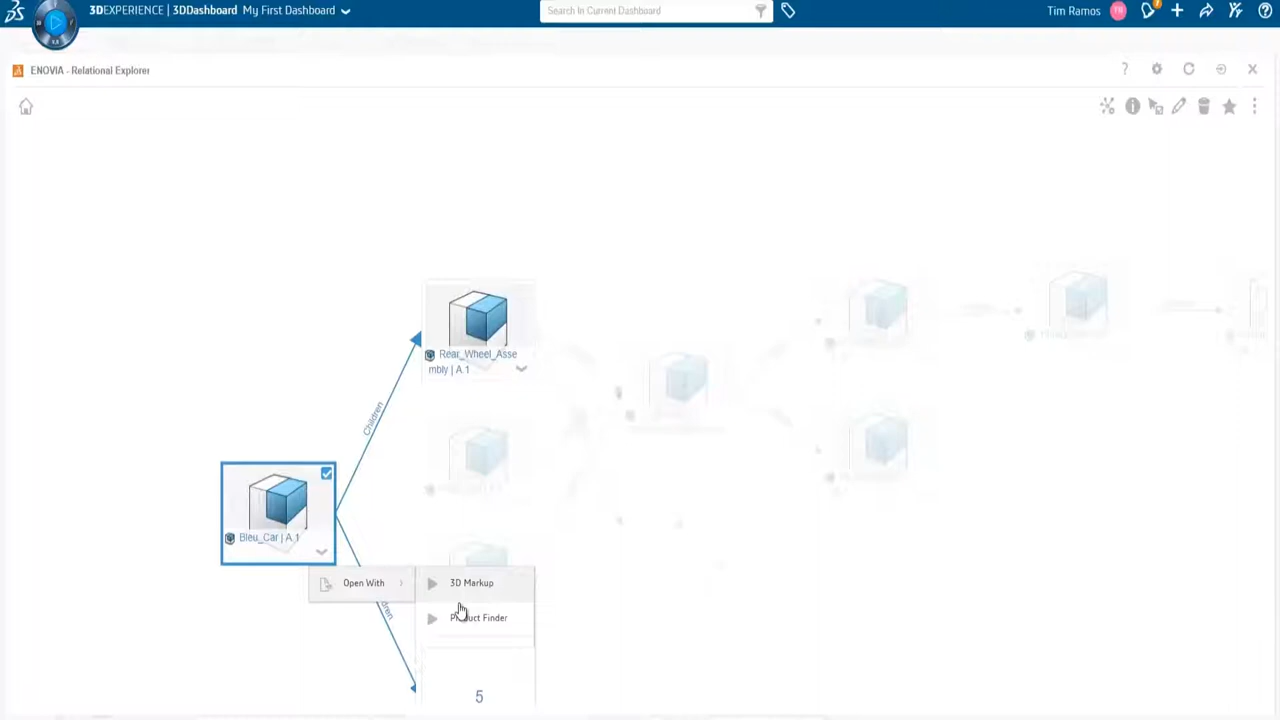 3DEXPERIENCE | 3DDashboard My First Dashboard
Search In Current Dashboard
Tim Ramos
ENOVIA - Relational Explorer
Rear_Wheel_Asse
mbly | A.1
Children
Bleu_Car | A.1
Open With
3D Markup
Product Finder
5